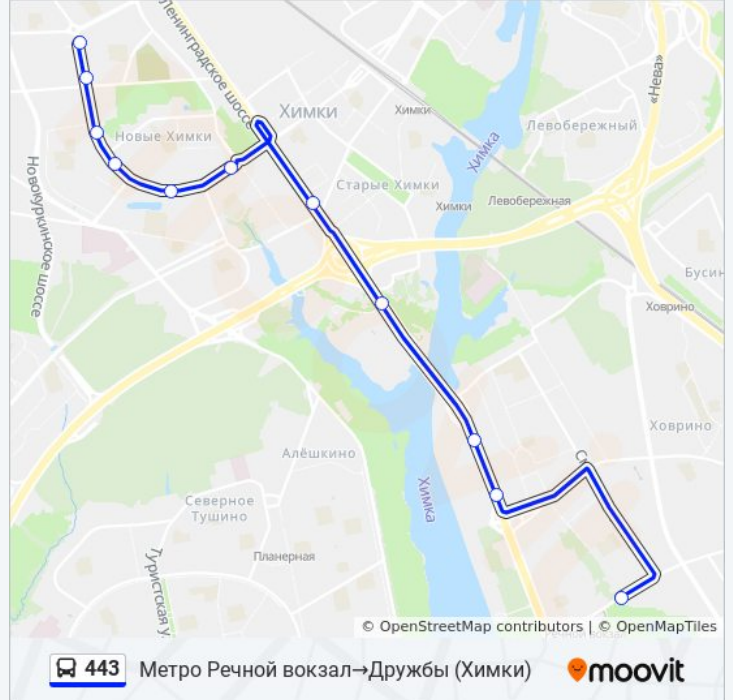 Ленинградское шоссе
Химки
«Нева»
Химки
Левобережный
Новые Химки
Химка
Новокуркинское шоссе
Старые Химки
Химки
Левобережная
Бусин
Ховрино
Ховрино
Алёшкино
Химка
Северное
Тушино
Планерная
Туристская у.
© OpenStreetMap contributors | © OpenMapTiles
443
Метро Речной вокзал→Дружбы (Химки)
moovit